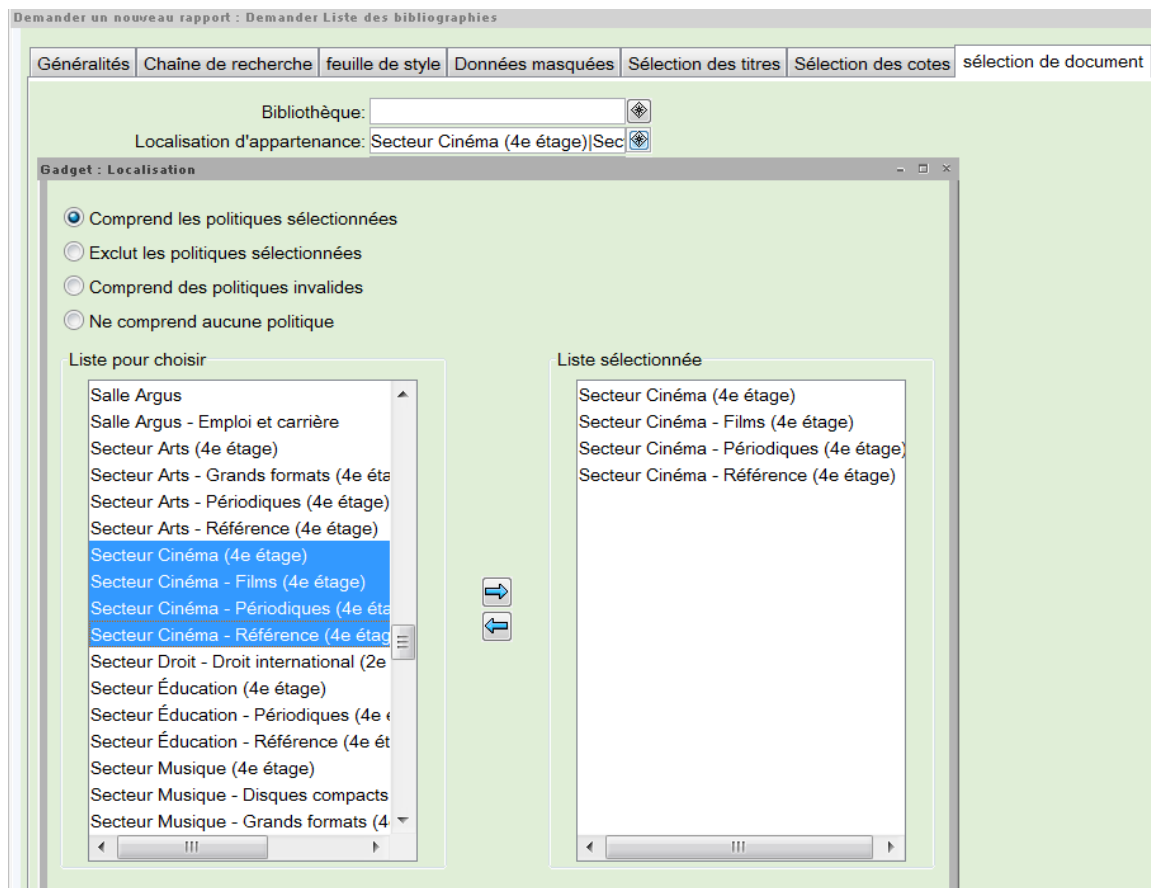 Demander un nouveau rapport : Demander Liste des bibliographies
Généralités Chaîne de recherche feuille de style Données masquées Sélection des titres Sélection des cotes sélection de document
Bibliothèque:
Localisation d'appartenance: Secteur Cinéma (4e étage)|Sec
Gadget : Localisation
Comprend les politiques sélectionnées
Exclut les politiques sélectionnées
Comprend des politiques invalides
Ne comprend aucune politique
Liste pour choisir
Salle Argus
Salle Argus - Emploi et carrière
Secteur Arts (4e étage)
Secteur Arts - Grands formats (4e éta
Secteur Arts - Périodiques (4e étage)
Secteur Arts - Référence (4e étage)
Secteur Cinéma (4e étage)
Secteur Cinéma - Films (4e étage)
Secteur Cinéma - Périodiques (4e éta
Secteur Cinéma - Référence (4e étag
Secteur Droit - Droit international (2e
Secteur Éducation (4e étage)
Secteur Éducation - Périodiques (4e é
Secteur Éducation - Référence (4e ét
Secteur Musique (4e étage)
Secteur Musique - Disques compacts
Secteur Musique - Grands formats (4
Liste sélectionnée
Secteur Cinéma (4e étage)
Secteur Cinéma - Films (4e étage)
Secteur Cinéma - Périodiques (4e étage)
Secteur Cinéma - Référence (4e étage)